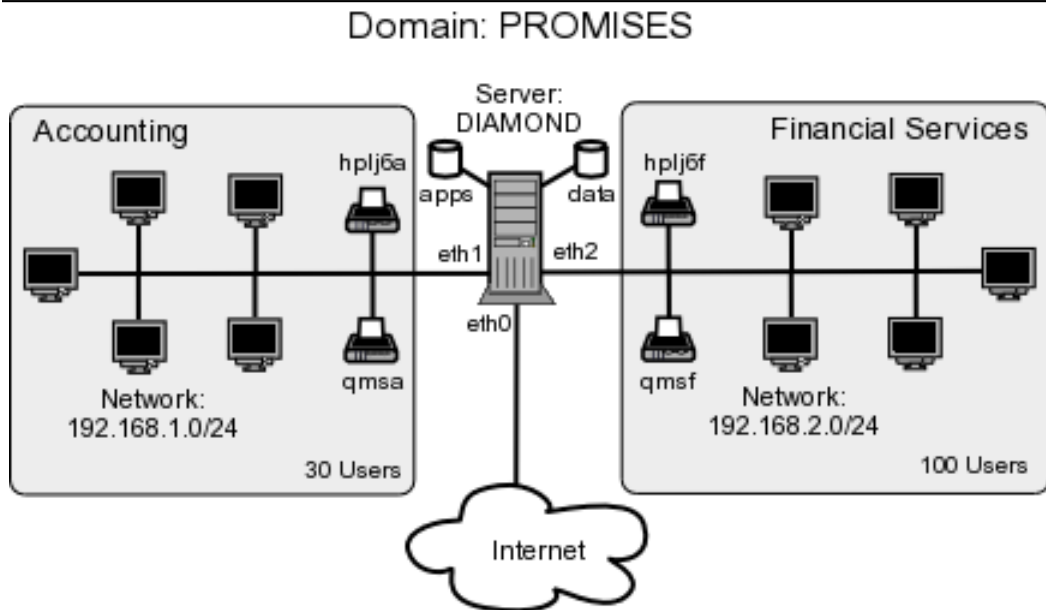 Domain: PROMISES
Accounting
Server:
DIAMOND
Financial Services
hplj6a
apps
data
hplj6f
eth1
eth2
eth0
qmsa
qmsf
Network:
192.168.1.0/24
Network:
192.168.2.0/24
30 Users
100 Users
Internet